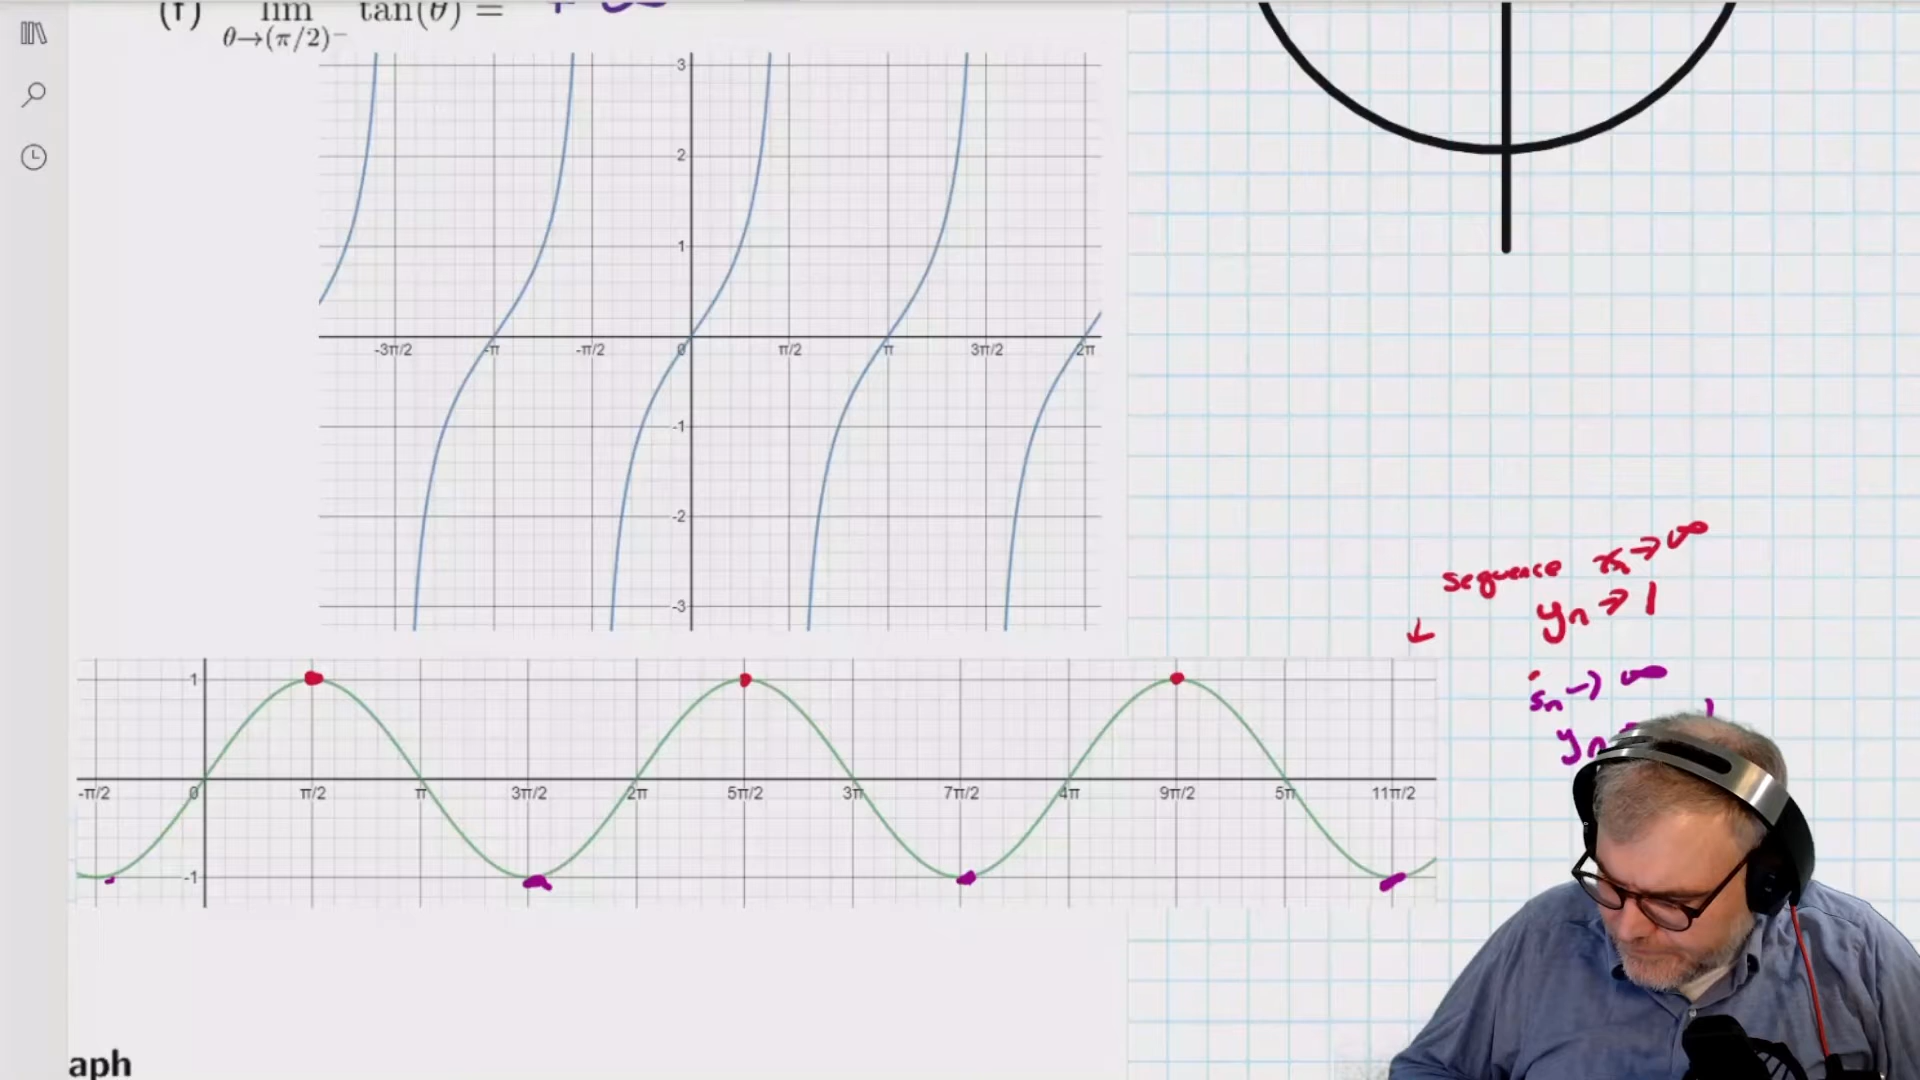 (f) lim tan(θ) = +∞
θ→(π/2)⁻
3
2
1
-3π/2 -π -π/2 0 π/2 π 3π/2 2π
-1
-2
-3
sequence xₙ→∞
yₙ→1
sₙ→∞
yₙ
1
-π/2 0 π/2 π 3π/2 2π 5π/2 3π 7π/2 4π 9π/2 5π 11π/2
-1
aph